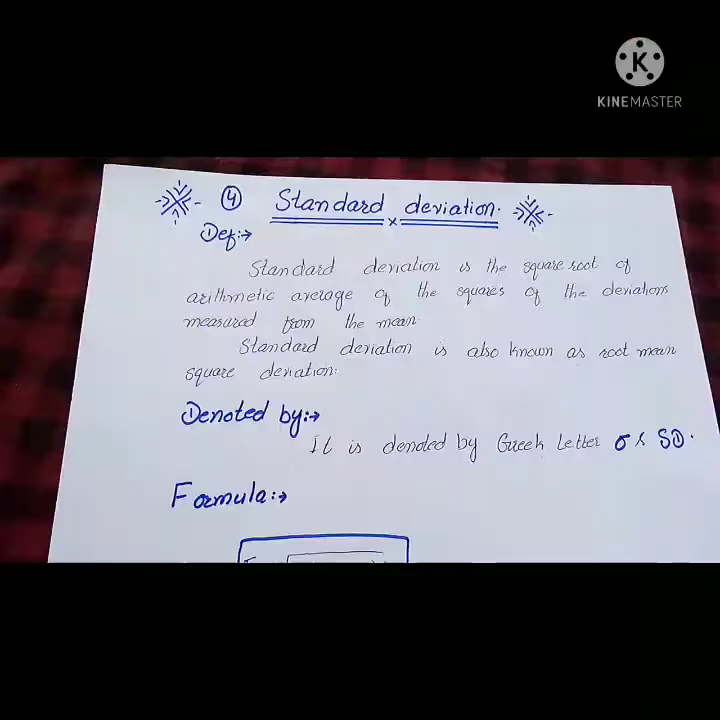 K
KINEMASTER
④ Standard deviation.
Def:→
Standard deviation is the square root of
arithmetic average of the squares of the deviations
measured from the mean.
Standard deviation is also known as root mean
square deviation.
Denoted by:→
It is denoted by Greek Letter σ & SD.
Formula:→